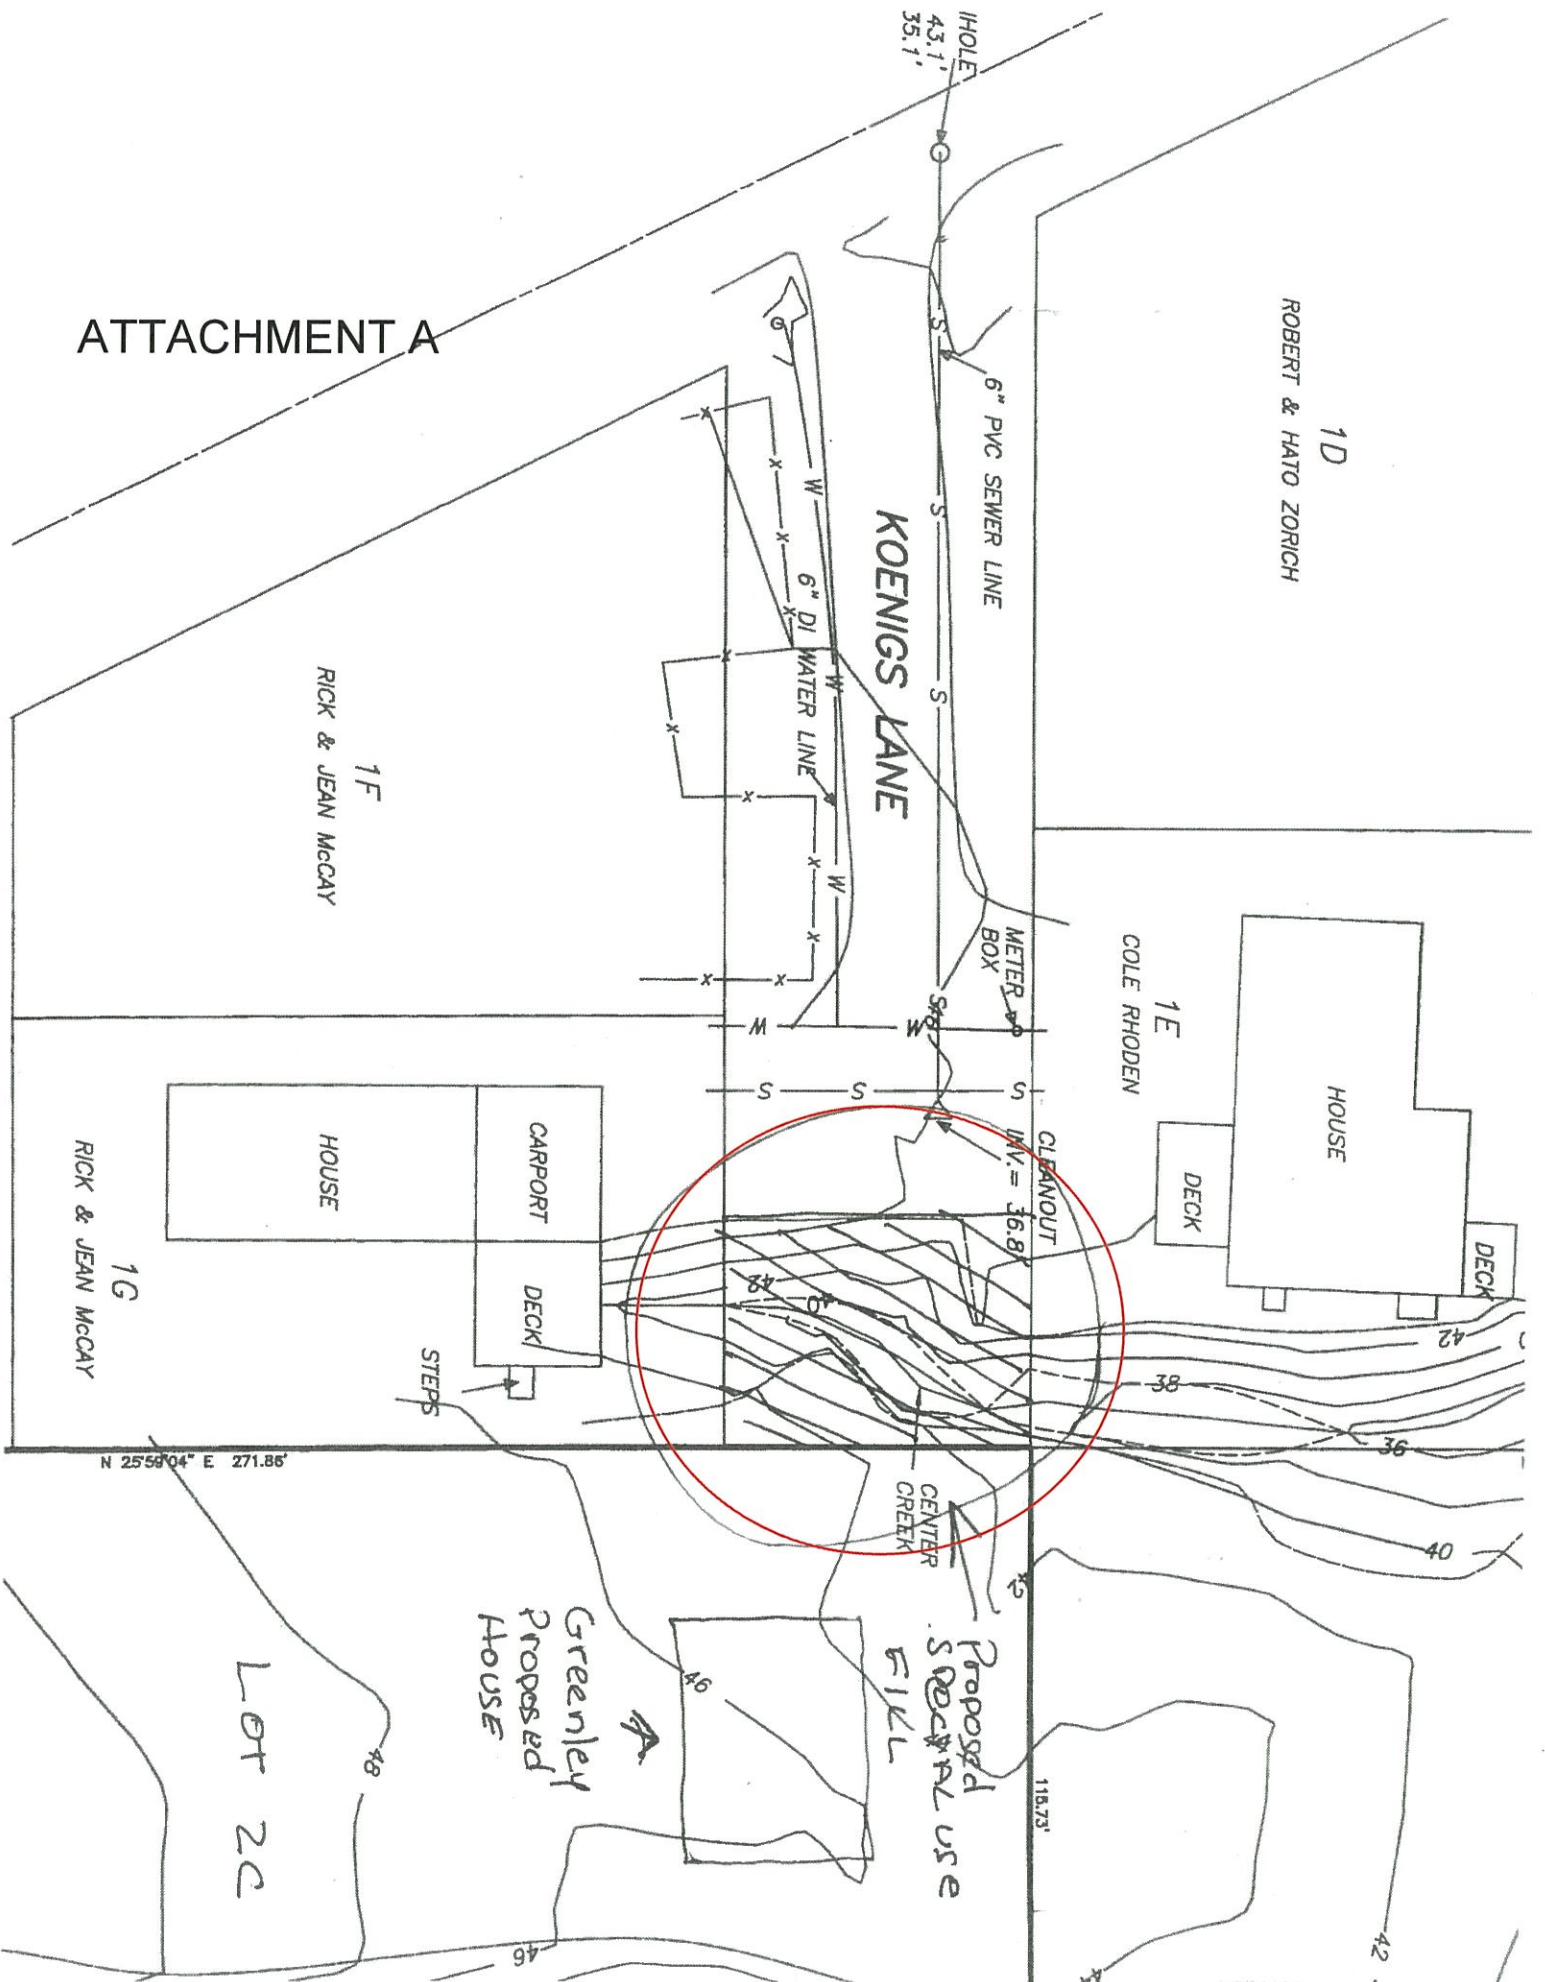 ATTACHMENT A
IHOLE
43.1'
35.1'
1D
ROBERT & HATO ZORICH
6" PVC SEWER LINE
KOENIGS LANE
6" DI WATER LINE
1F
RICK & JEAN McCAY
METER
BOX
1E
COLE RHODEN
HOUSE
DECK
DECK
CLEANOUT
INV.= 36.8'
W
W
W
W
W
S
S
S
S
S
S
HOUSE
CARPORT
DECK
STEPS
1G
RICK & JEAN McCAY
42
40
42
38
36
40
N 25°59'04" E 271.86'
CENTER
CREEK
Proposed
SPECIAL USE
FILL
Greenley
Proposed
House
46
48
LOT 2C
115.73'
46
42